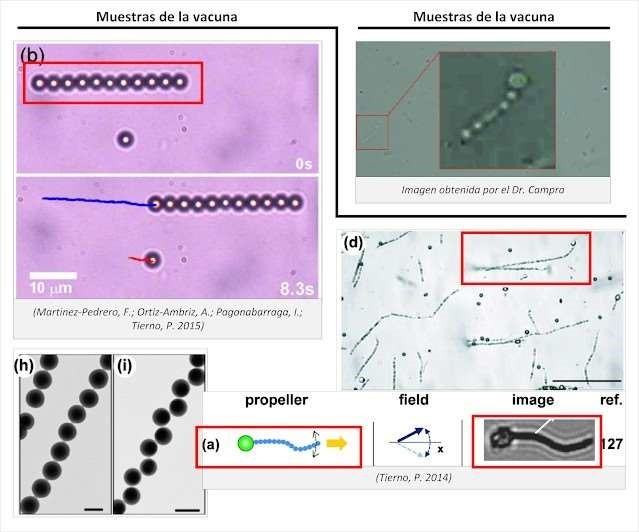 Muestras de la vacuna
Muestras de la vacuna
(b)
0s
10 µm
8.3s
(Martinez-Pedrero, F.; Ortiz-Ambriz, A.; Pagonabarraga, I.;
Tierno, P. 2015)
Imagen obtenida por el Dr. Campra
(d)
(h)
(i)
propeller
field
image
ref.
(a)
x
127
(Tierno, P. 2014)